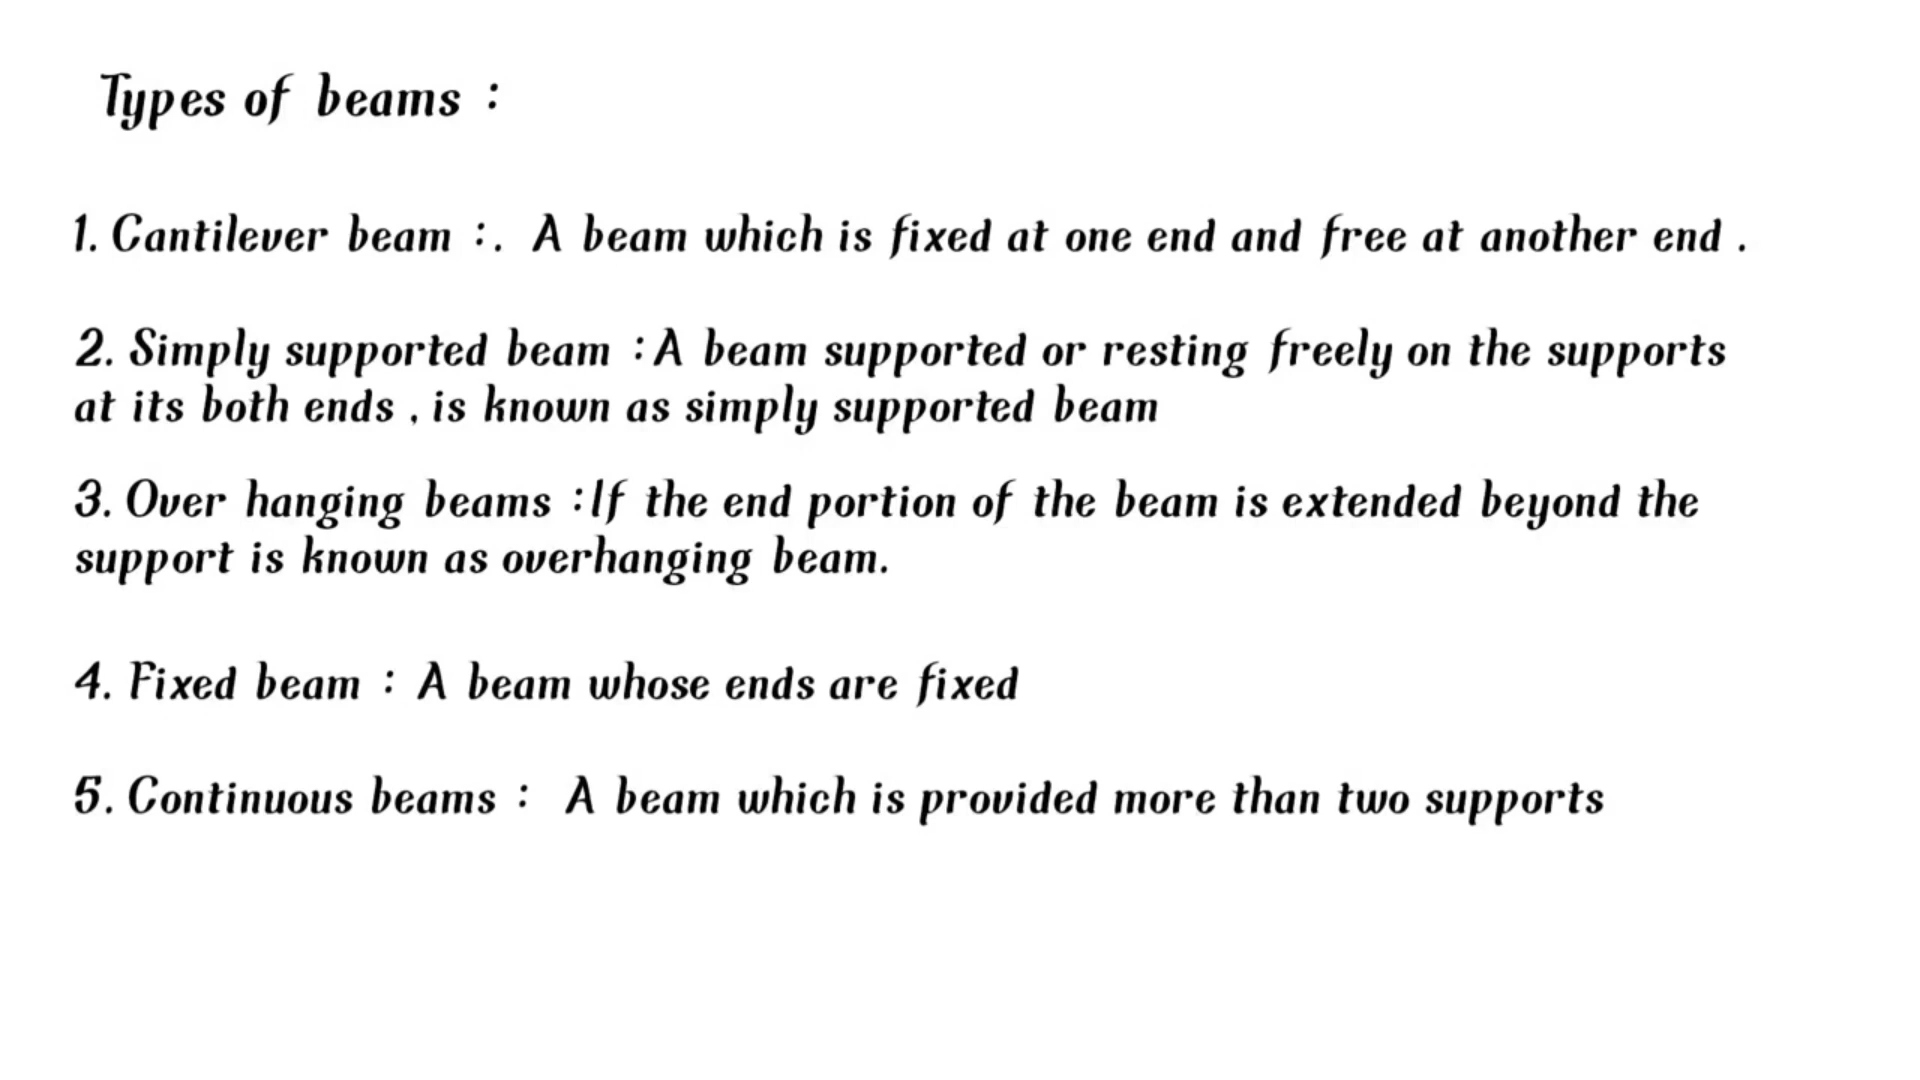 Types of beams :
1. Cantilever beam :. A beam which is fixed at one end and free at another end .
2. Simply supported beam : A beam supported or resting freely on the supports
at its both ends , is known as simply supported beam
3. Over hanging beams : If the end portion of the beam is extended beyond the
support is known as overhanging beam.
4. Fixed beam : A beam whose ends are fixed
5. Continuous beams : A beam which is provided more than two supports